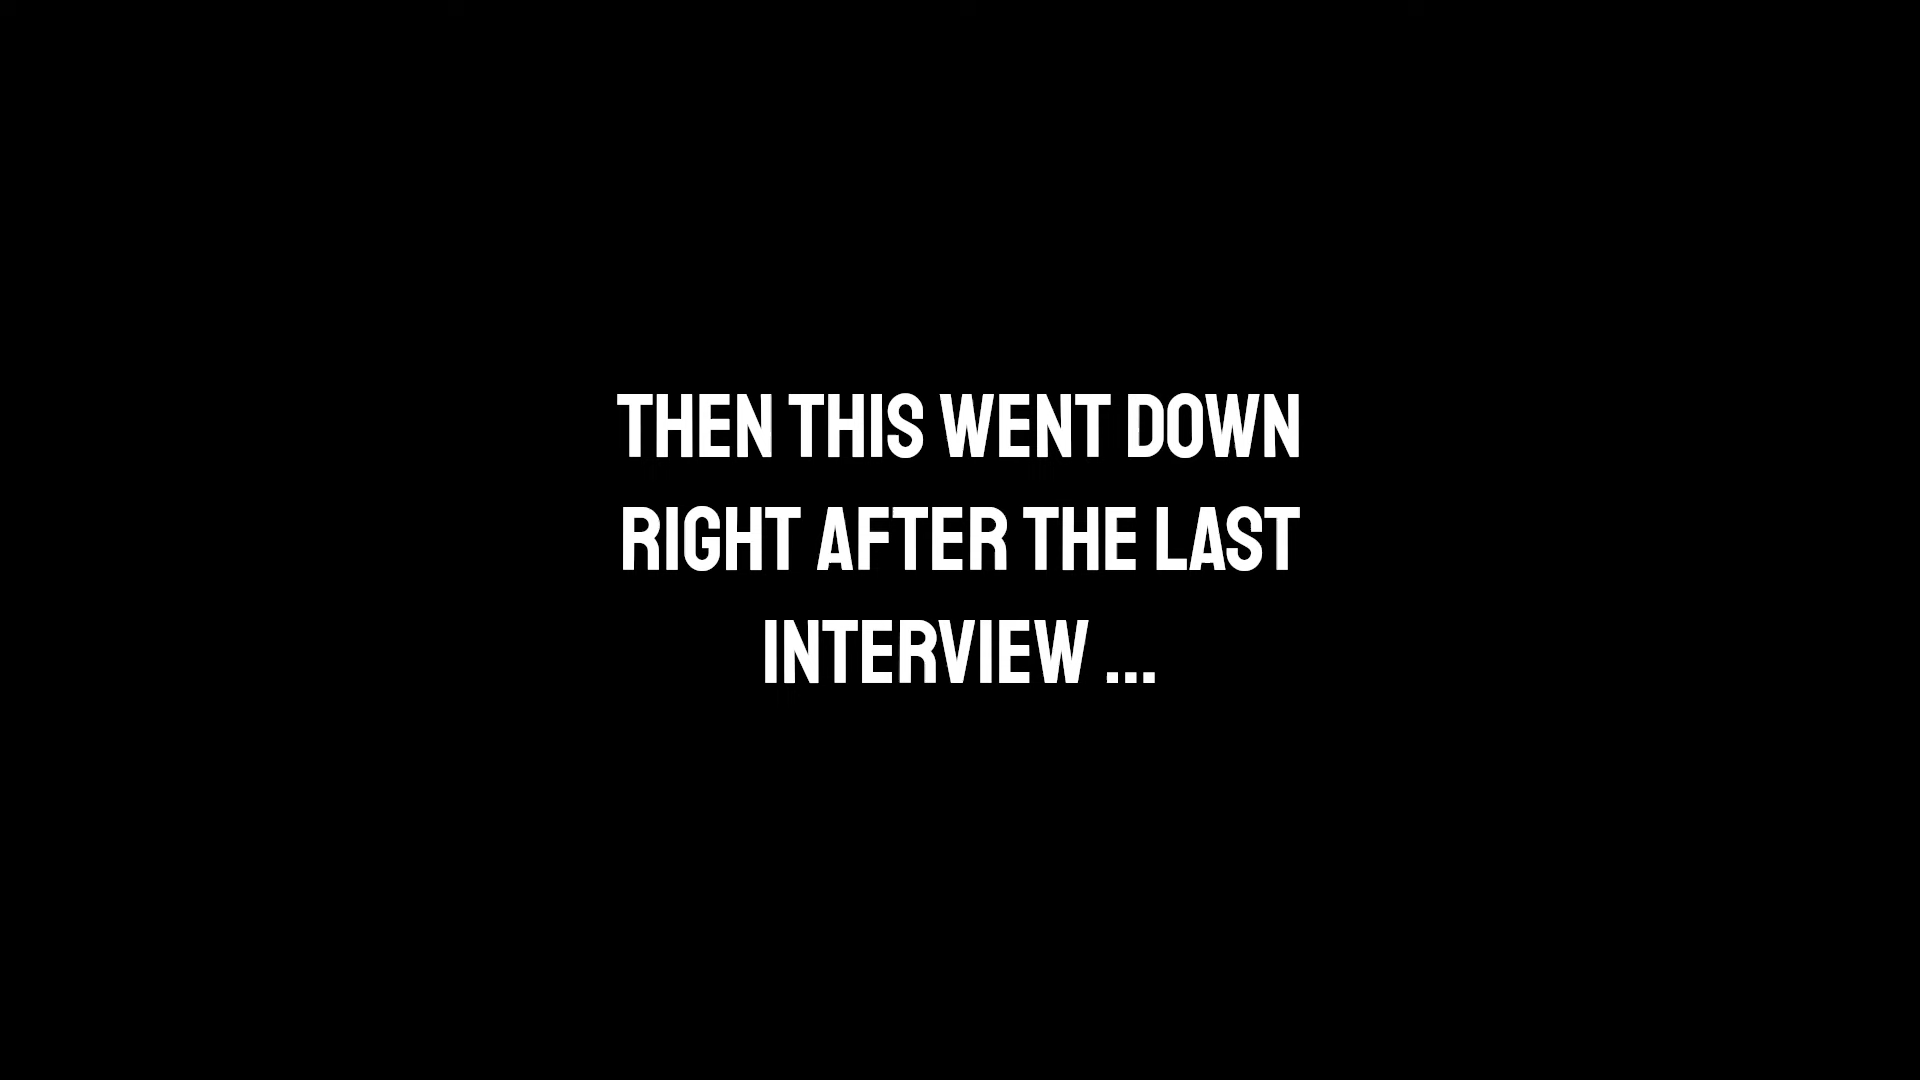 THEN THIS WENT DOWN
RIGHT AFTER THE LAST
INTERVIEW ...